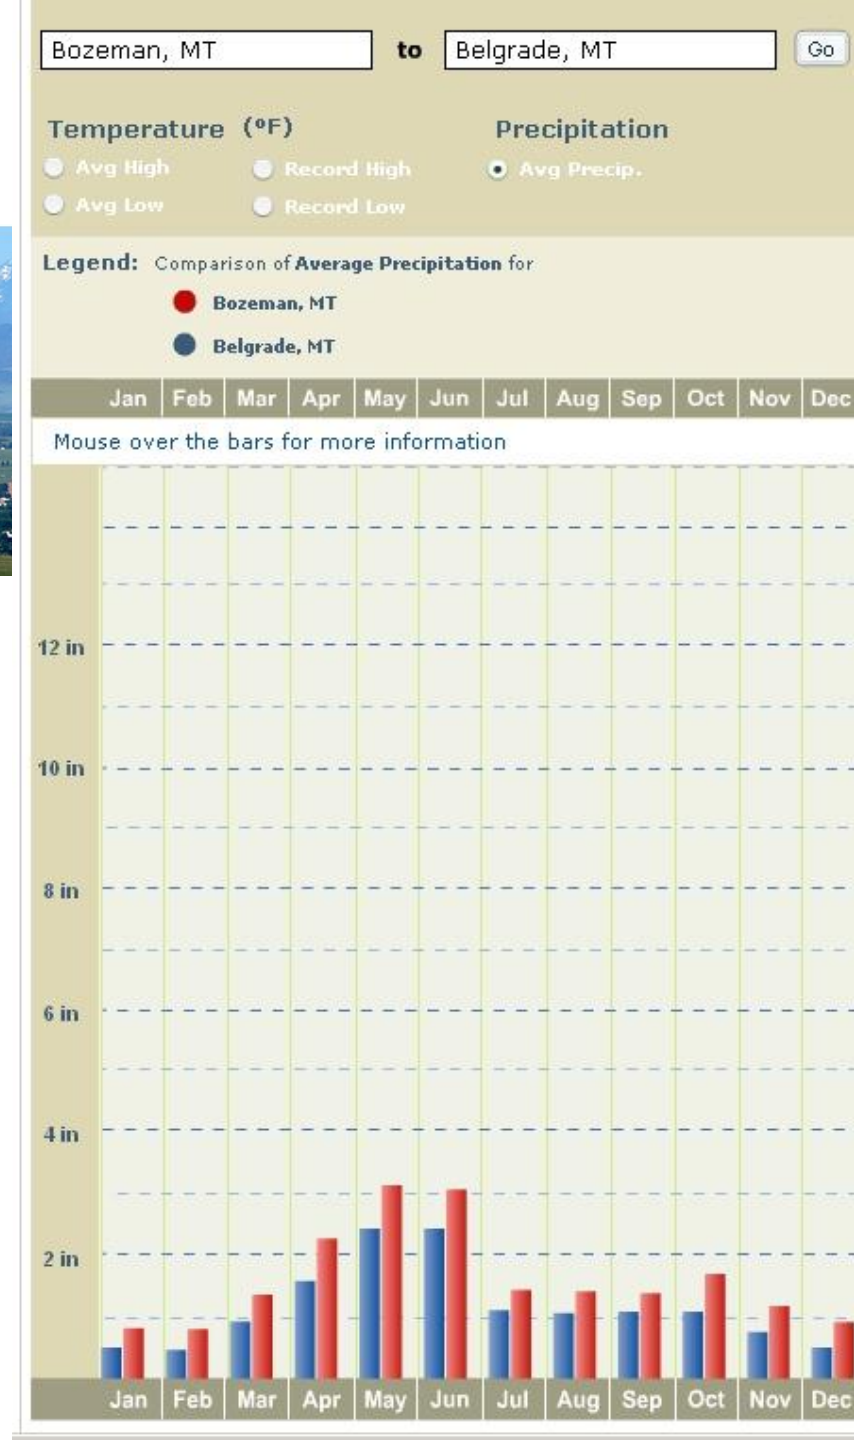 Bozeman, MT to Belgrade, MT Go
Temperature (ºF) Precipitation
Avg High Record High Avg Precip.
Avg Low Record Low
Legend: Comparison of Average Precipitation for
Bozeman, MT
Belgrade, MT
Jan Feb Mar Apr May Jun Jul Aug Sep Oct Nov Dec
Mouse over the bars for more information
12 in
10 in
8 in
6 in
4 in
2 in
Jan Feb Mar Apr May Jun Jul Aug Sep Oct Nov Dec